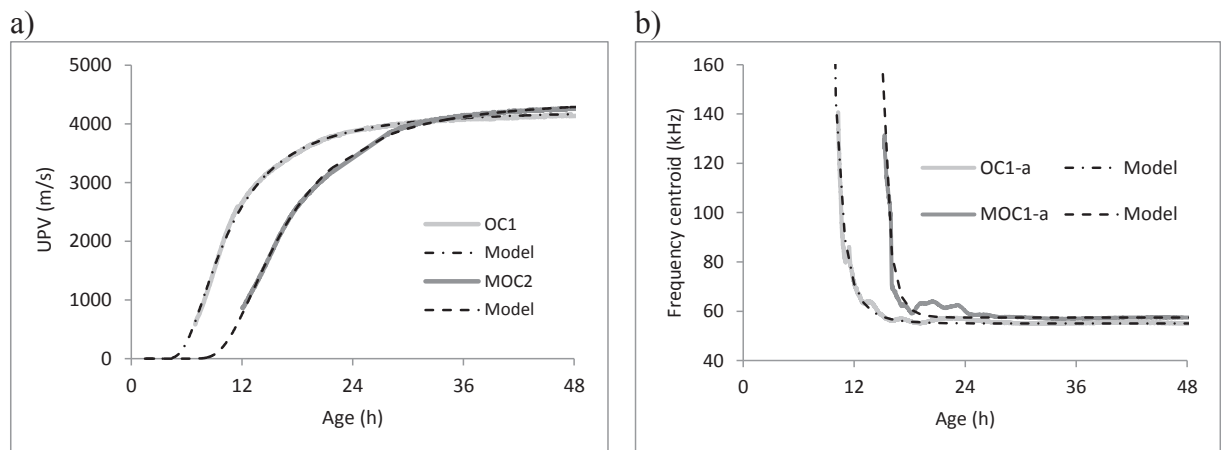 a)
5000
4000
3000
2000
1000
0
UPV (m/s)
OC1
Model
MOC2
Model
0 12 24 36 48
Age (h)
b)
160
140
120
100
80
60
40
Frequency centroid (kHz)
OC1-a Model
MOC1-a Model
0 12 24 36 48
Age (h)